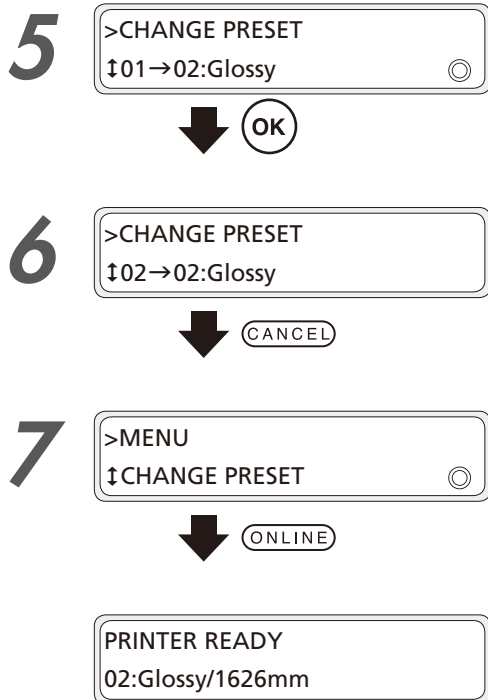 5
>CHANGE PRESET
↕01→02:Glossy
OK
6
>CHANGE PRESET
↕02→02:Glossy
CANCEL
7
>MENU
↕CHANGE PRESET
ONLINE
PRINTER READY
02:Glossy/1626mm